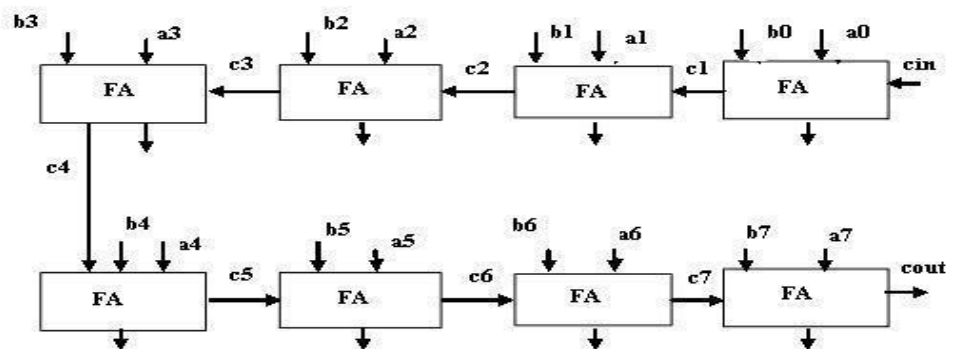 b3 a3 b2 a2 b1 a1 b0 a0
c3 c2 c1 cin
FA FA FA FA
c4
b4 a4 b5 a5 b6 a6 b7 a7
c5 c6 c7 cout
FA FA FA FA